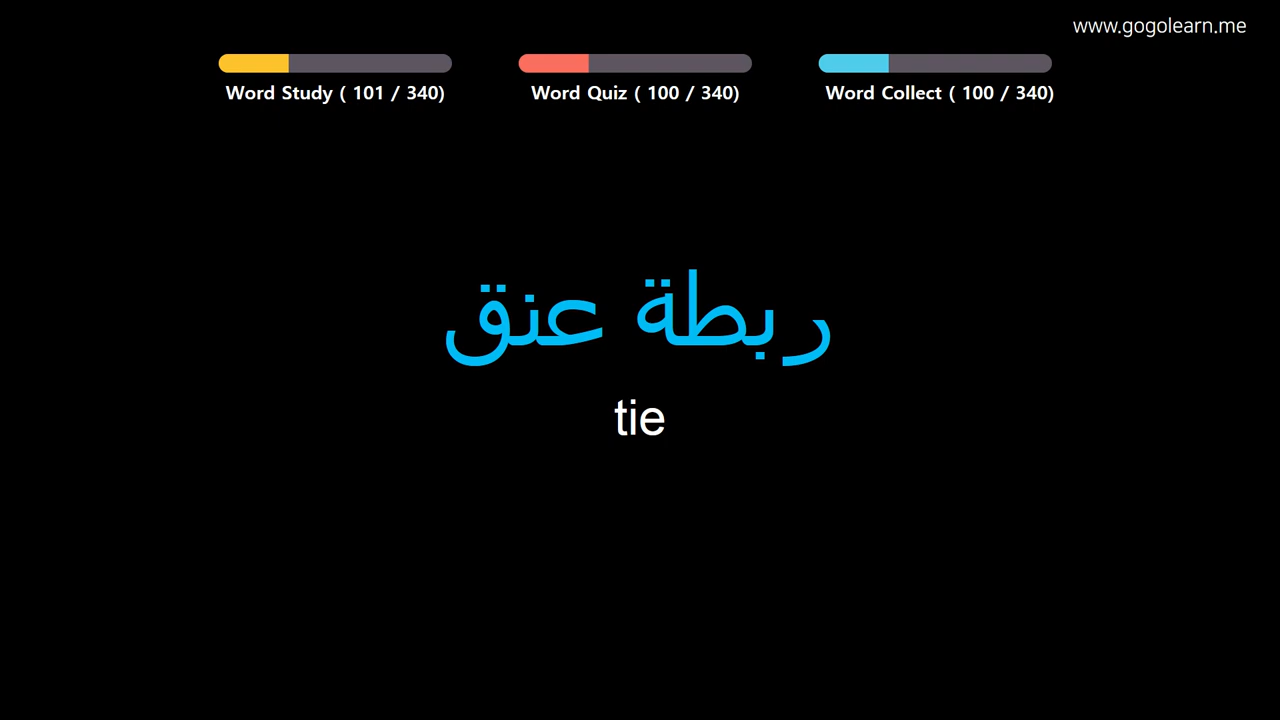 www.gogolearn.me
Word Study ( 101 / 340)
Word Quiz ( 100 / 340)
Word Collect ( 100 / 340)
ربطة عنق
tie